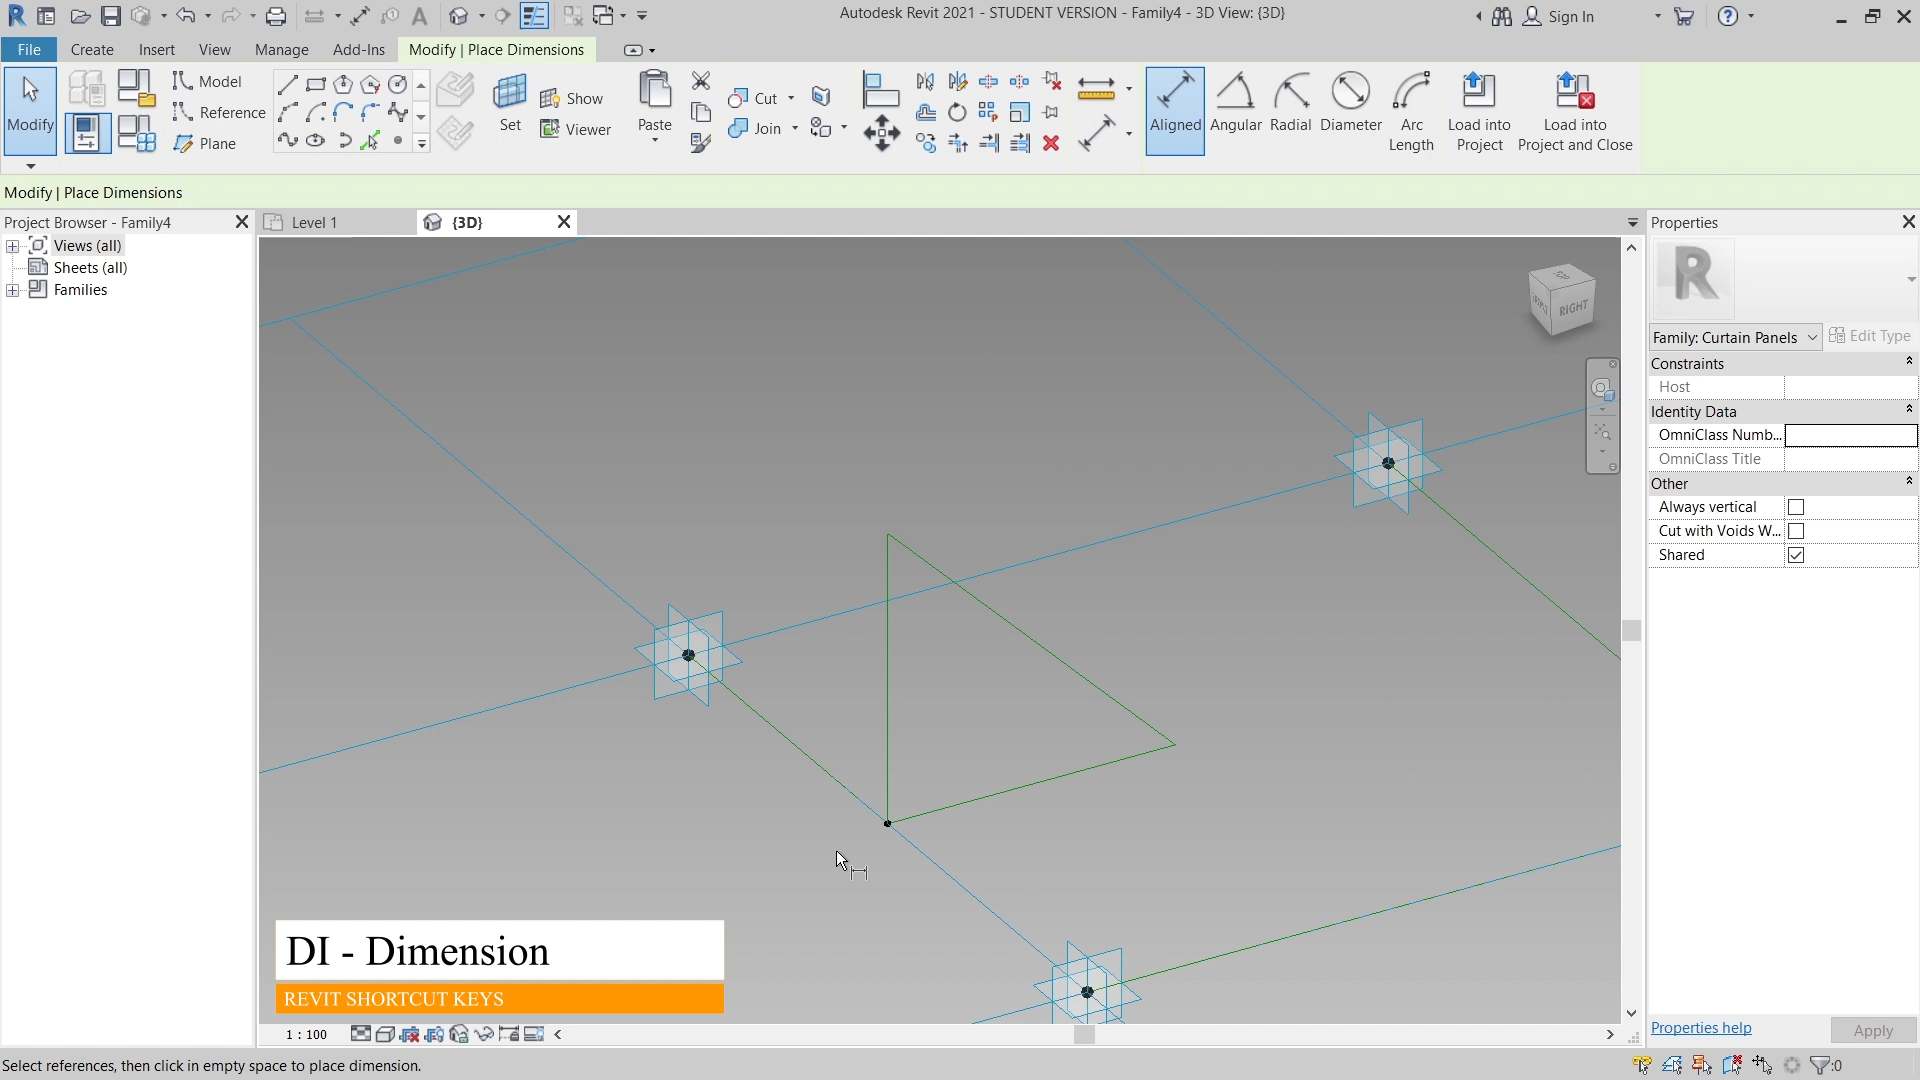 Autodesk Revit 2021 - STUDENT VERSION - Family4 - 3D View: {3D}
Sign In
File
Create
Insert
View
Manage
Add-Ins
Modify | Place Dimensions
Modify
Model
Reference
Plane
Set
Show
Viewer
Paste
Cut
Join
Aligned
Angular
Radial
Diameter
Arc
Length
Load into
Project
Load into
Project and Close
Modify | Place Dimensions
Project Browser - Family4
Views (all)
Sheets (all)
Families
Level 1
{3D}
RIGHT
DI - Dimension
REVIT SHORTCUT KEYS
1 : 100
Properties
R
Family: Curtain Panels
Edit Type
Constraints
Host
Identity Data
OmniClass Numb...
OmniClass Title
Other
Always vertical
Cut with Voids W...
Shared
Properties help
Apply
Select references, then click in empty space to place dimension.
:0